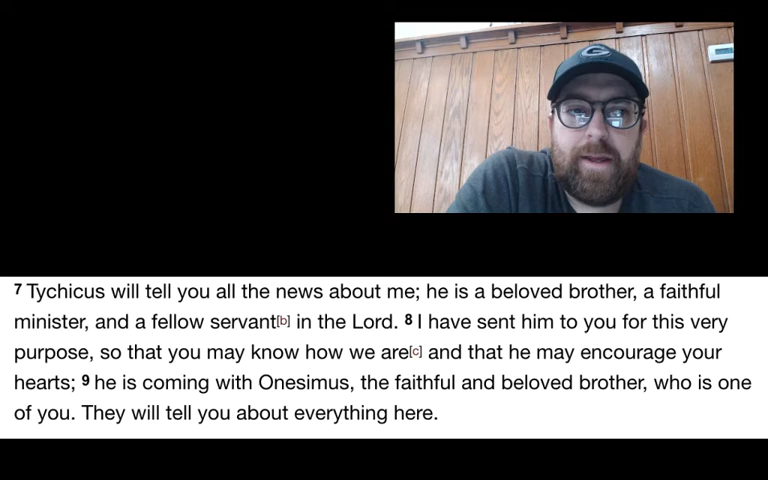 G
7 Tychicus will tell you all the news about me; he is a beloved brother, a faithful
minister, and a fellow servant[b] in the Lord. 8 I have sent him to you for this very
purpose, so that you may know how we are[c] and that he may encourage your
hearts; 9 he is coming with Onesimus, the faithful and beloved brother, who is one
of you. They will tell you about everything here.